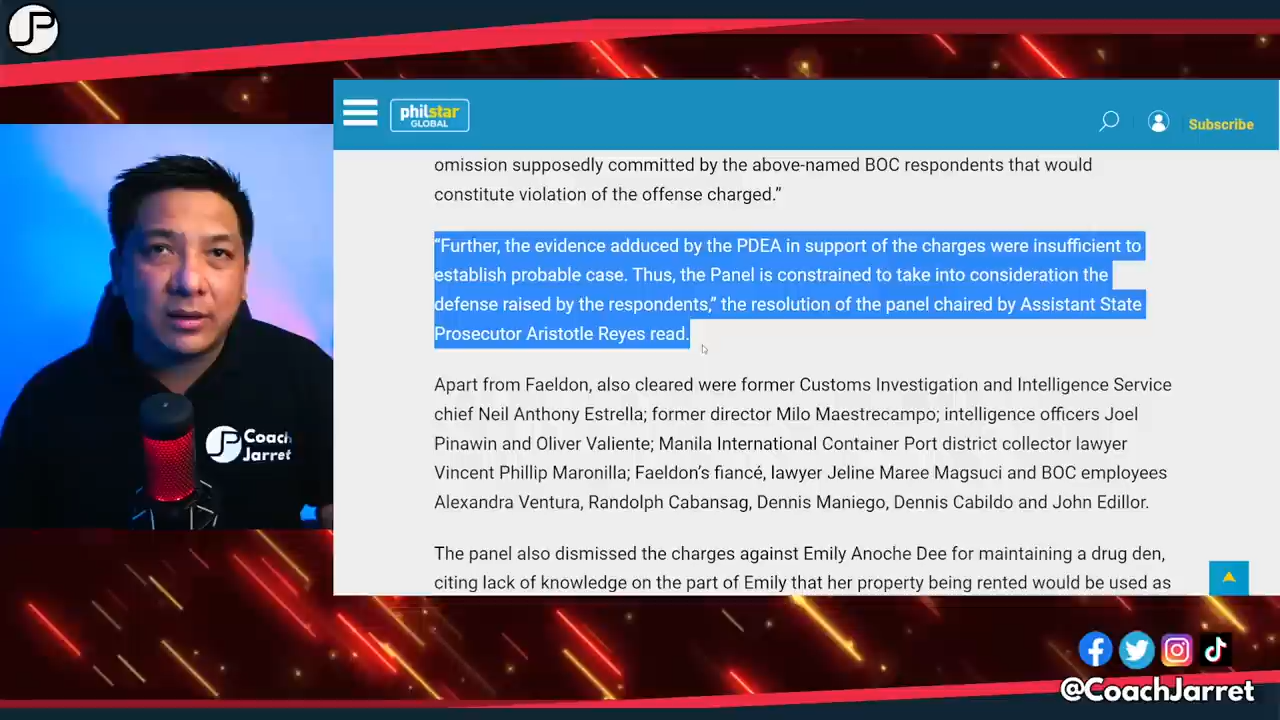 JP
philstar
GLOBAL
Subscribe
omission supposedly committed by the above-named BOC respondents that would
constitute violation of the offense charged.”
“Further, the evidence adduced by the PDEA in support of the charges were insufficient to
establish probable case. Thus, the Panel is constrained to take into consideration the
defense raised by the respondents,” the resolution of the panel chaired by Assistant State
Prosecutor Aristotle Reyes read.
Apart from Faeldon, also cleared were former Customs Investigation and Intelligence Service
chief Neil Anthony Estrella; former director Milo Maestrecampo; intelligence officers Joel
Pinawin and Oliver Valiente; Manila International Container Port district collector lawyer
Vincent Phillip Maronilla; Faeldon’s fiancé, lawyer Jeline Maree Magsuci and BOC employees
Alexandra Ventura, Randolph Cabansag, Dennis Maniego, Dennis Cabildo and John Edillor.
The panel also dismissed the charges against Emily Anoche Dee for maintaining a drug den,
citing lack of knowledge on the part of Emily that her property being rented would be used as
JP Coach
Jarret
@CoachJarret